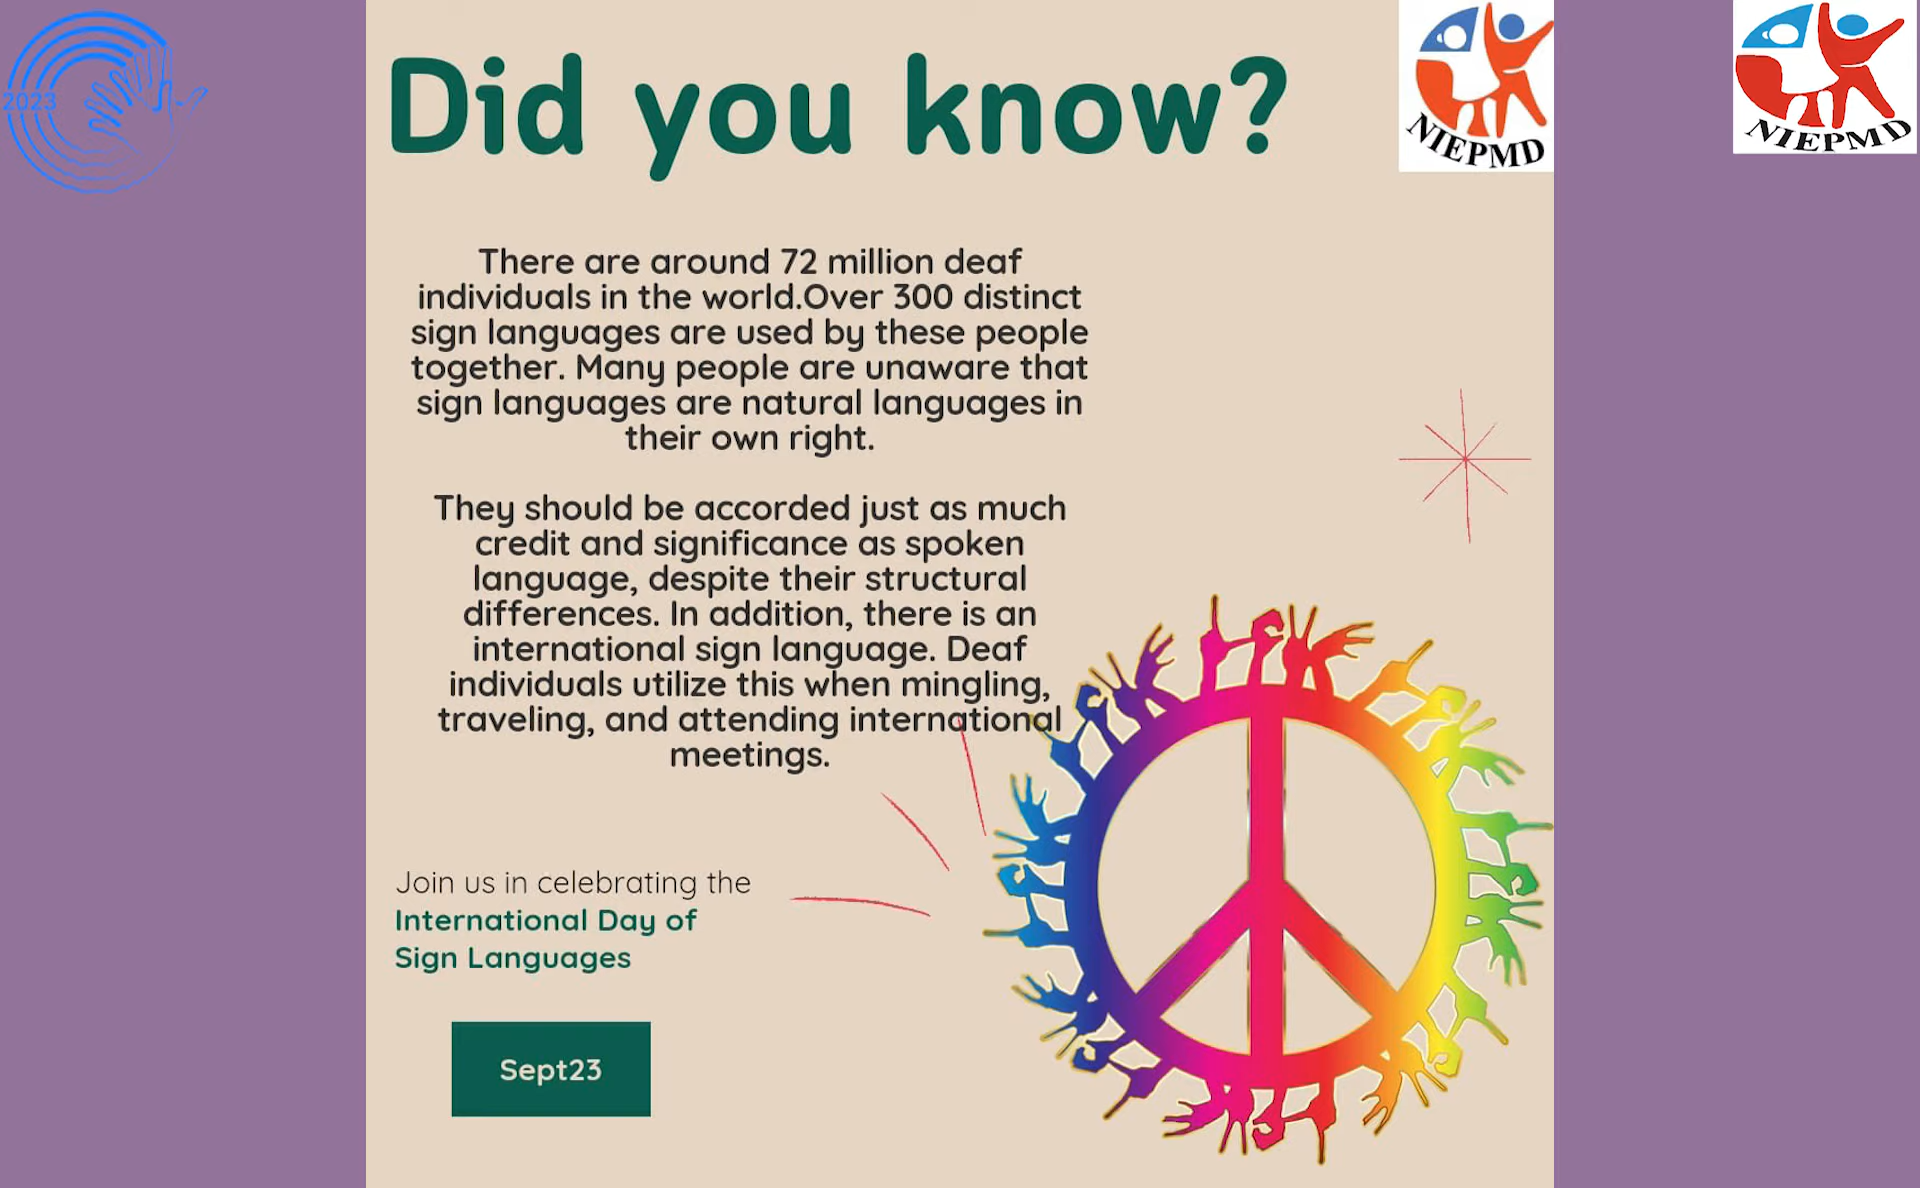 2023
Did you know?
NIEPMD
NIEPMD
There are around 72 million deaf
individuals in the world.Over 300 distinct
sign languages are used by these people
together. Many people are unaware that
sign languages are natural languages in
their own right.
They should be accorded just as much
credit and significance as spoken
language, despite their structural
differences. In addition, there is an
international sign language. Deaf
individuals utilize this when mingling,
traveling, and attending international
meetings.
Join us in celebrating the
International Day of
Sign Languages
Sept23